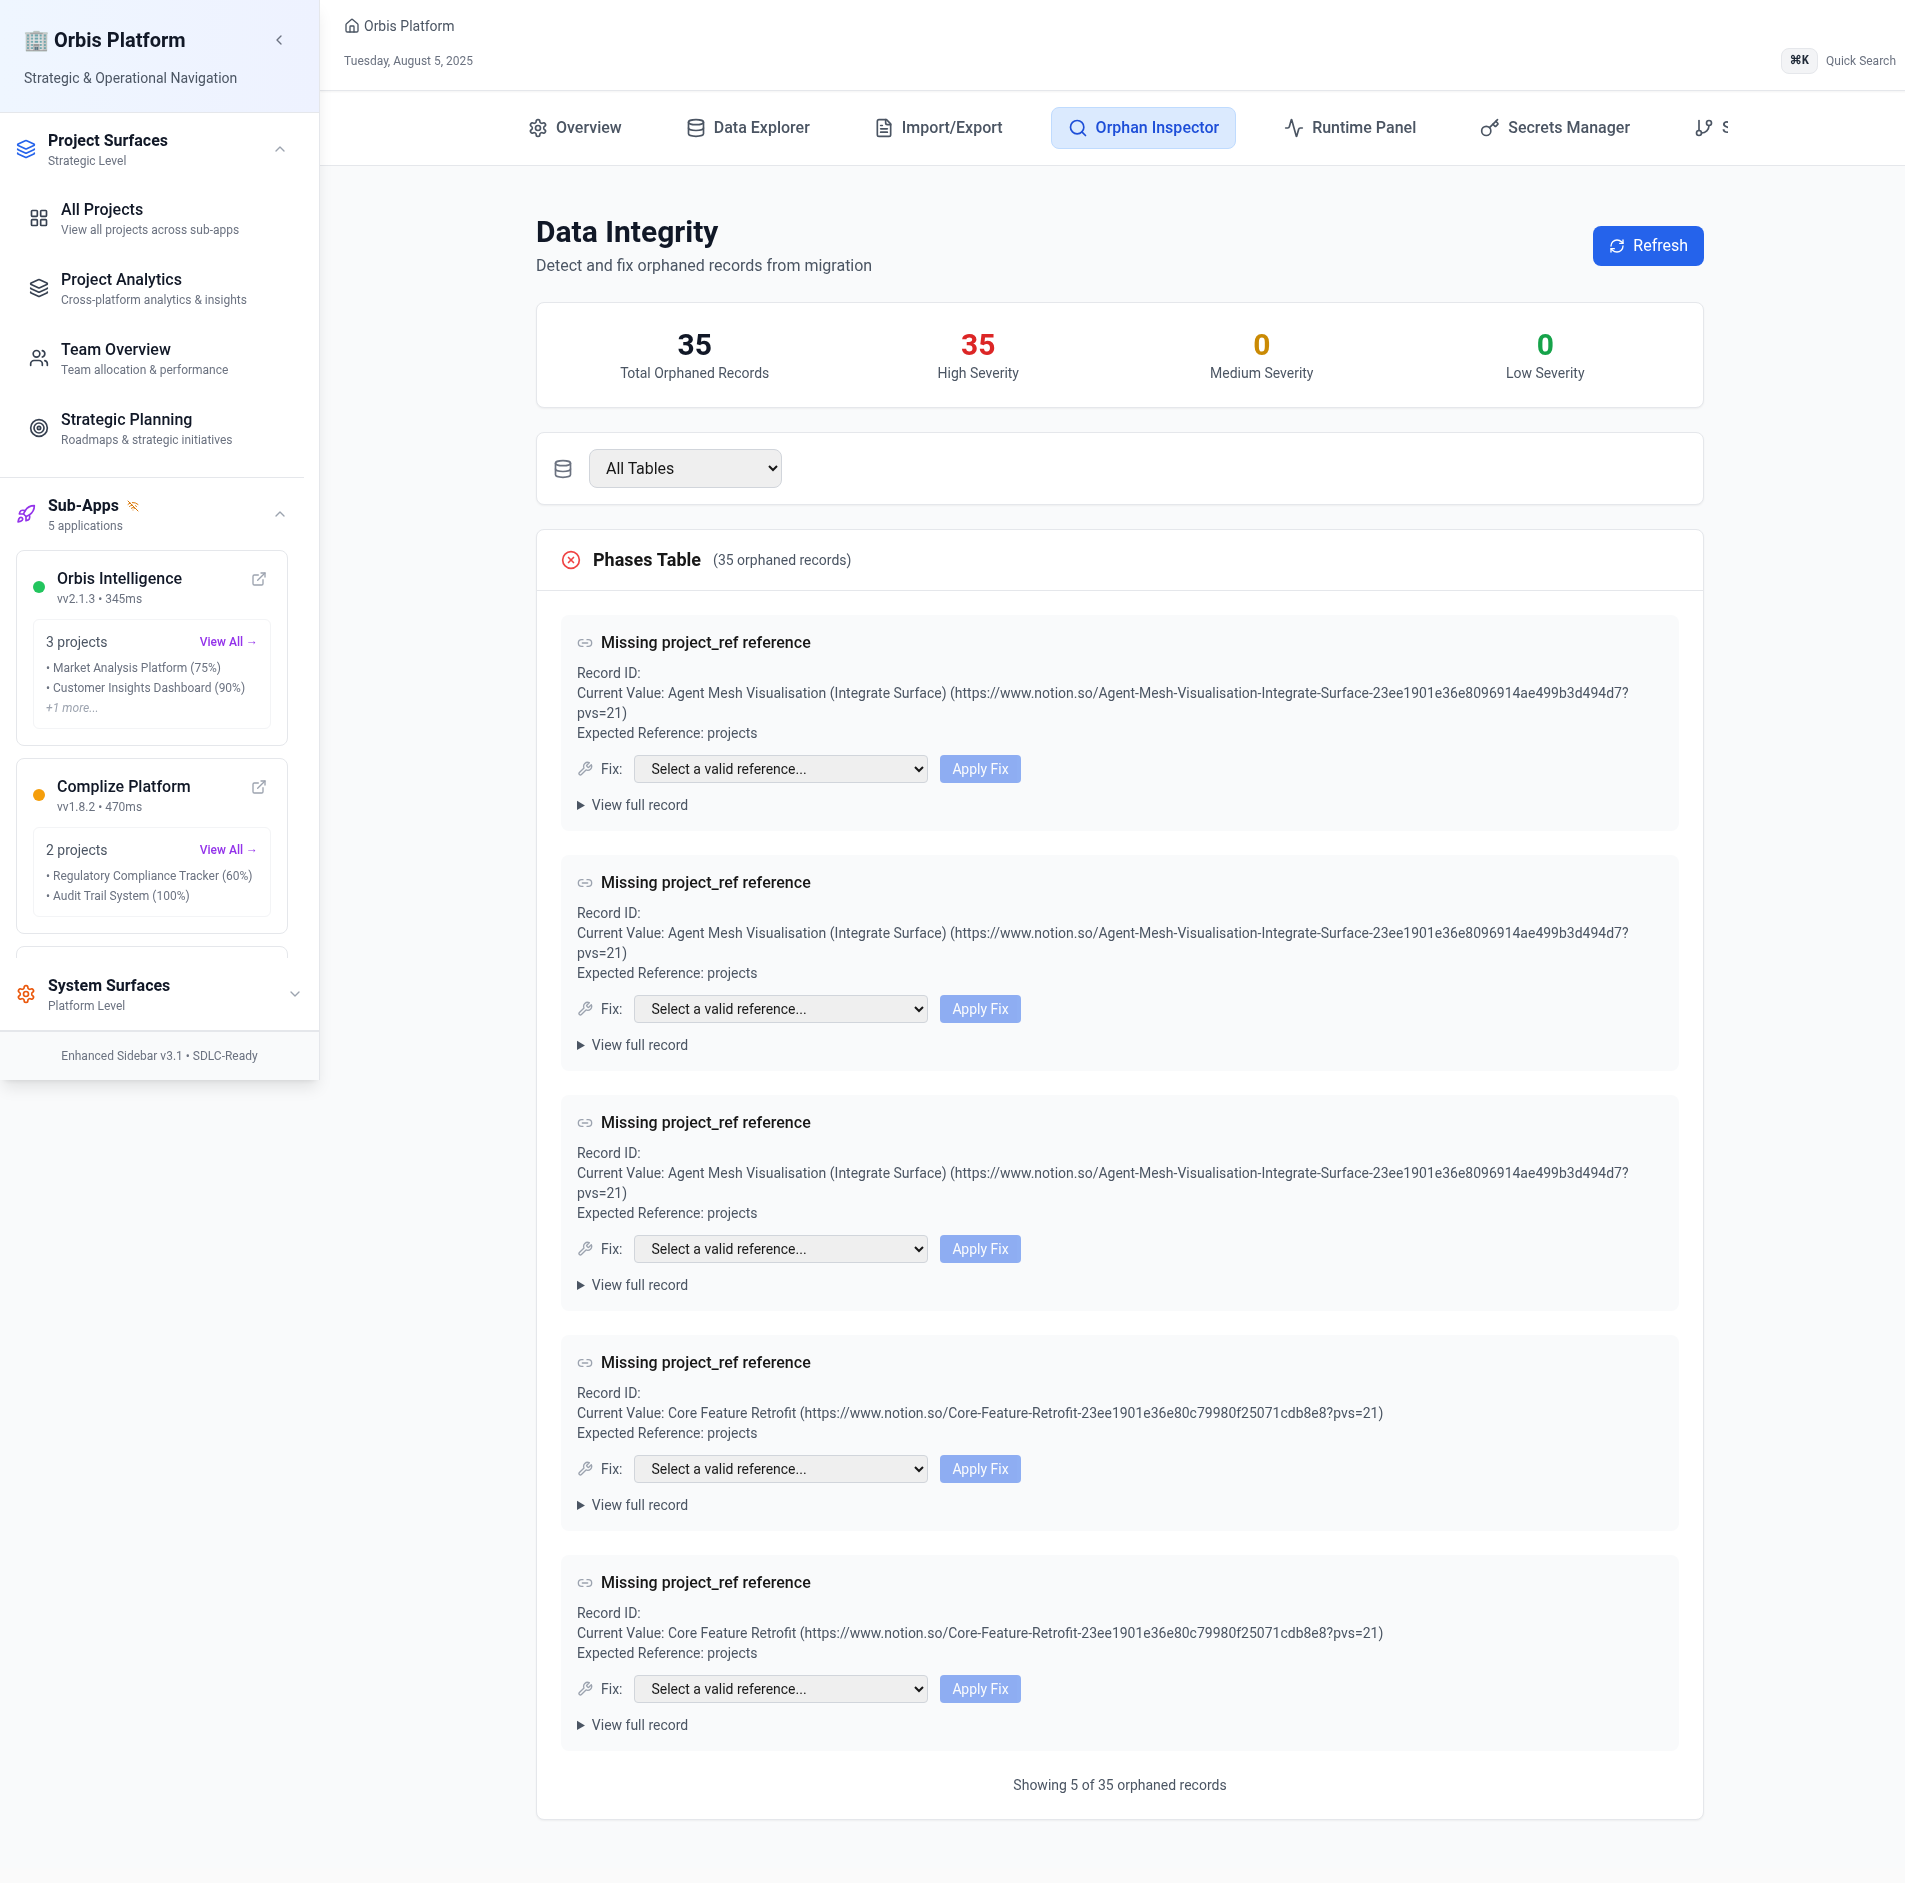 🏢 Orbis Platform
Strategic & Operational Navigation
Project Surfaces
Strategic Level
All Projects
View all projects across sub-apps
Project Analytics
Cross-platform analytics & insights
Team Overview
Team allocation & performance
Strategic Planning
Roadmaps & strategic initiatives
Sub-Apps
5 applications
Orbis Intelligence
vv2.1.3 • 345ms
3 projects View All →
• Market Analysis Platform (75%)
• Customer Insights Dashboard (90%)
+1 more...
Complize Platform
vv1.8.2 • 470ms
2 projects View All →
• Regulatory Compliance Tracker (60%)
• Audit Trail System (100%)
System Surfaces
Platform Level
Enhanced Sidebar v3.1 • SDLC-Ready
Orbis Platform
Tuesday, August 5, 2025 ⌘K Quick Search
Overview Data Explorer Import/Export Orphan Inspector Runtime Panel Secrets Manager S
Data Integrity
Detect and fix orphaned records from migration
Refresh
35 35 0 0
Total Orphaned Records High Severity Medium Severity Low Severity
All Tables
Phases Table (35 orphaned records)
Missing project_ref reference
Record ID:
Current Value: Agent Mesh Visualisation (Integrate Surface) (https://www.notion.so/Agent-Mesh-Visualisation-Integrate-Surface-23ee1901e36e8096914ae499b3d494d7?
pvs=21)
Expected Reference: projects
Fix: Select a valid reference... Apply Fix
▶ View full record
Missing project_ref reference
Record ID:
Current Value: Agent Mesh Visualisation (Integrate Surface) (https://www.notion.so/Agent-Mesh-Visualisation-Integrate-Surface-23ee1901e36e8096914ae499b3d494d7?
pvs=21)
Expected Reference: projects
Fix: Select a valid reference... Apply Fix
▶ View full record
Missing project_ref reference
Record ID:
Current Value: Agent Mesh Visualisation (Integrate Surface) (https://www.notion.so/Agent-Mesh-Visualisation-Integrate-Surface-23ee1901e36e8096914ae499b3d494d7?
pvs=21)
Expected Reference: projects
Fix: Select a valid reference... Apply Fix
▶ View full record
Missing project_ref reference
Record ID:
Current Value: Core Feature Retrofit (https://www.notion.so/Core-Feature-Retrofit-23ee1901e36e80c79980f25071cdb8e8?pvs=21)
Expected Reference: projects
Fix: Select a valid reference... Apply Fix
▶ View full record
Missing project_ref reference
Record ID:
Current Value: Core Feature Retrofit (https://www.notion.so/Core-Feature-Retrofit-23ee1901e36e80c79980f25071cdb8e8?pvs=21)
Expected Reference: projects
Fix: Select a valid reference... Apply Fix
▶ View full record
Showing 5 of 35 orphaned records